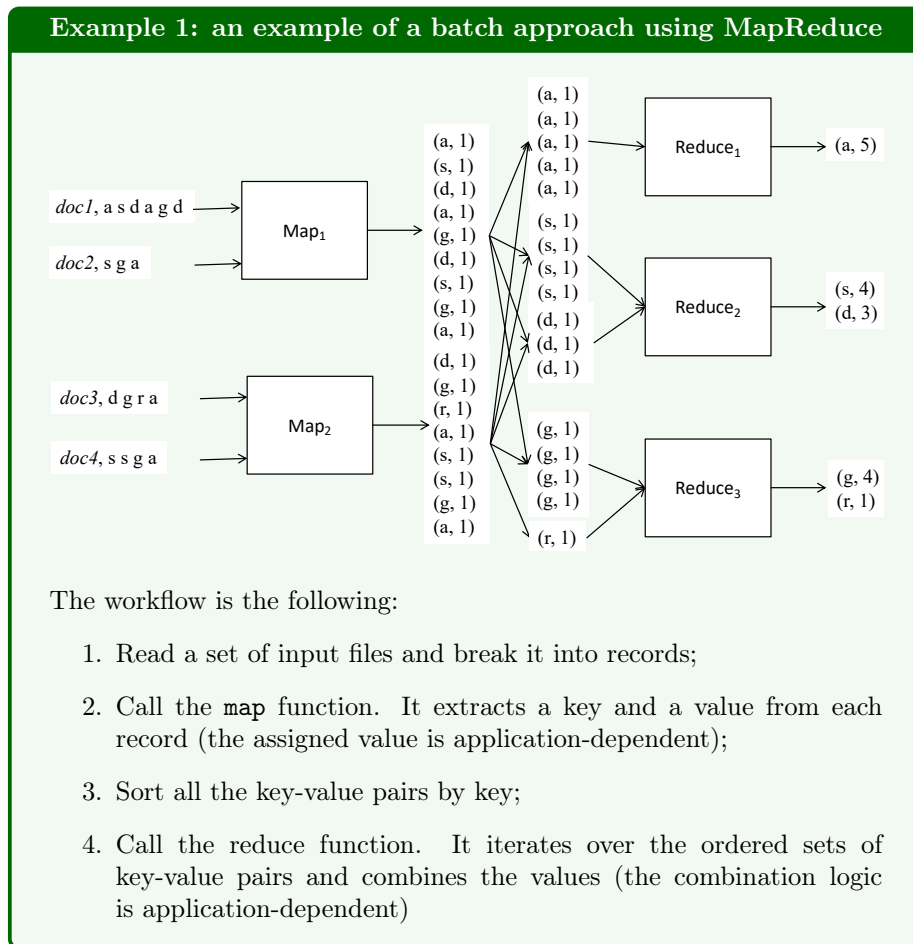 Example 1: an example of a batch approach using MapReduce
doc1, a s d a g d
doc2, s g a
doc3, d g r a
doc4, s s g a
Map1
Map2
(a, 1)
(s, 1)
(d, 1)
(a, 1)
(g, 1)
(d, 1)
(s, 1)
(g, 1)
(a, 1)
(d, 1)
(g, 1)
(r, 1)
(a, 1)
(s, 1)
(s, 1)
(g, 1)
(a, 1)
(a, 1)
(a, 1)
(a, 1)
(a, 1)
(a, 1)
(s, 1)
(s, 1)
(s, 1)
(s, 1)
(d, 1)
(d, 1)
(d, 1)
(g, 1)
(g, 1)
(g, 1)
(g, 1)
(r, 1)
Reduce1
Reduce2
Reduce3
(a, 5)
(s, 4)
(d, 3)
(g, 4)
(r, 1)
The workflow is the following:
1. Read a set of input files and break it into records;
2. Call the map function. It extracts a key and a value from each
record (the assigned value is application-dependent);
3. Sort all the key-value pairs by key;
4. Call the reduce function. It iterates over the ordered sets of
key-value pairs and combines the values (the combination logic
is application-dependent)